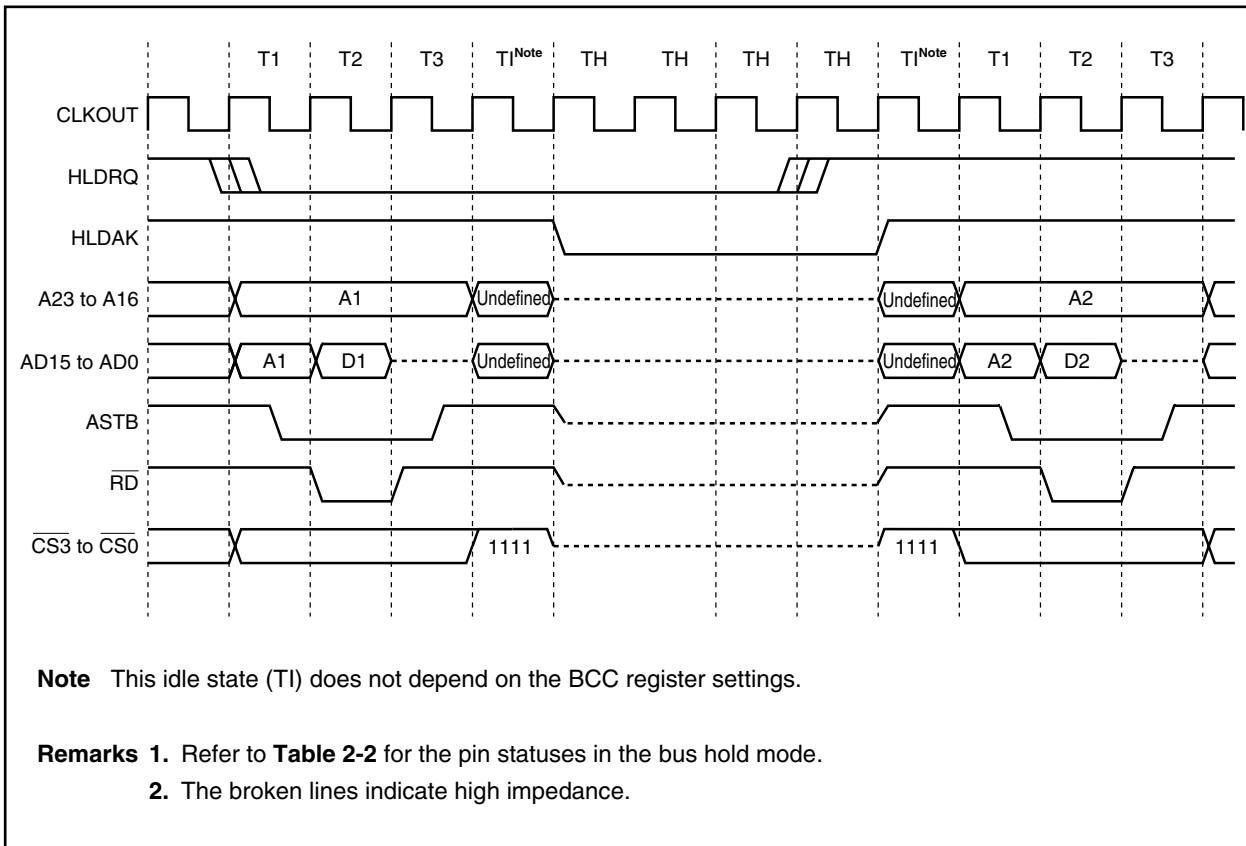 T1 T2 T3 TINote TH TH TH TH TINote T1 T2 T3
CLKOUT
HLDRQ
HLDAK
A23 to A16 A1 Undefined Undefined A2
AD15 to AD0 A1 D1 Undefined Undefined A2 D2
ASTB
RD
CS3 to CS0 1111 1111
Note This idle state (TI) does not depend on the BCC register settings.
Remarks 1. Refer to Table 2-2 for the pin statuses in the bus hold mode.
2. The broken lines indicate high impedance.